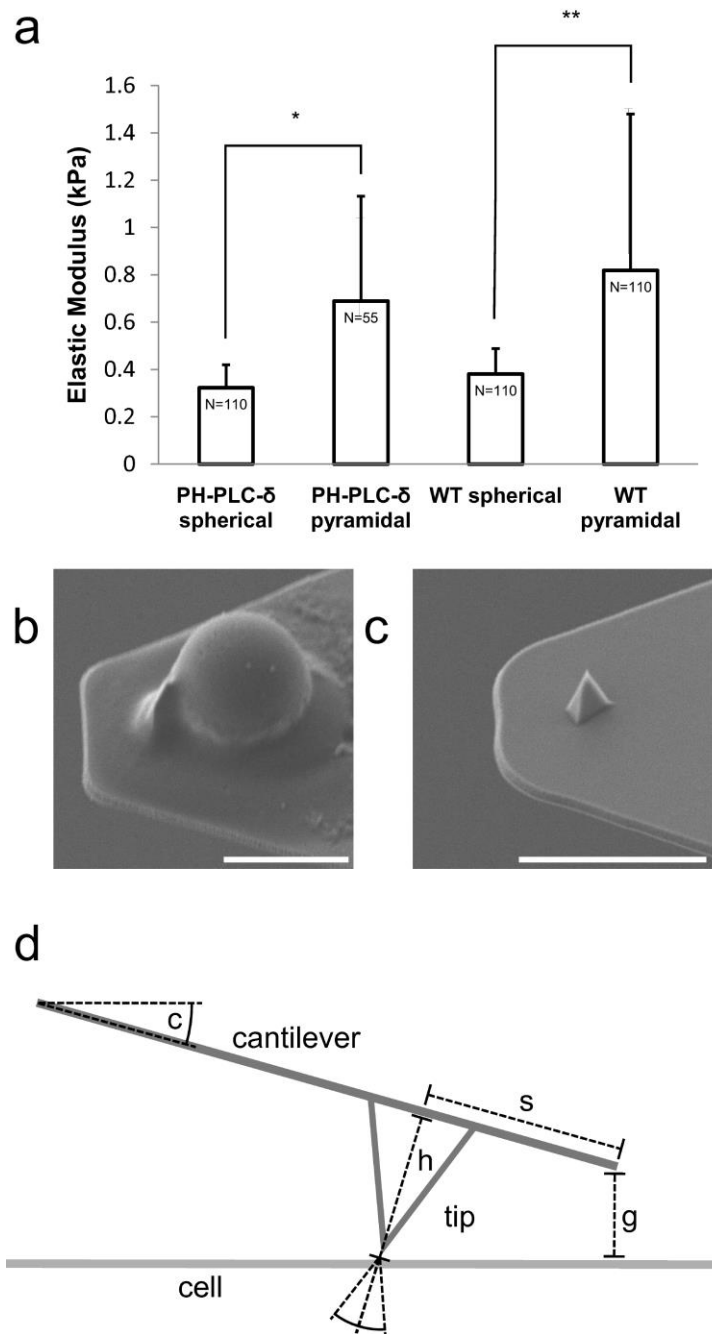 a
**
*
1.6
1.4
1.2
1
0.8
0.6
0.4
0.2
0
Elastic Modulus (kPa)
N=110
N=55
N=110
N=110
PH-PLC-δ
spherical
PH-PLC-δ
pyramidal
WT spherical
WT
pyramidal
b
c
d
c
cantilever
s
h
tip
g
cell